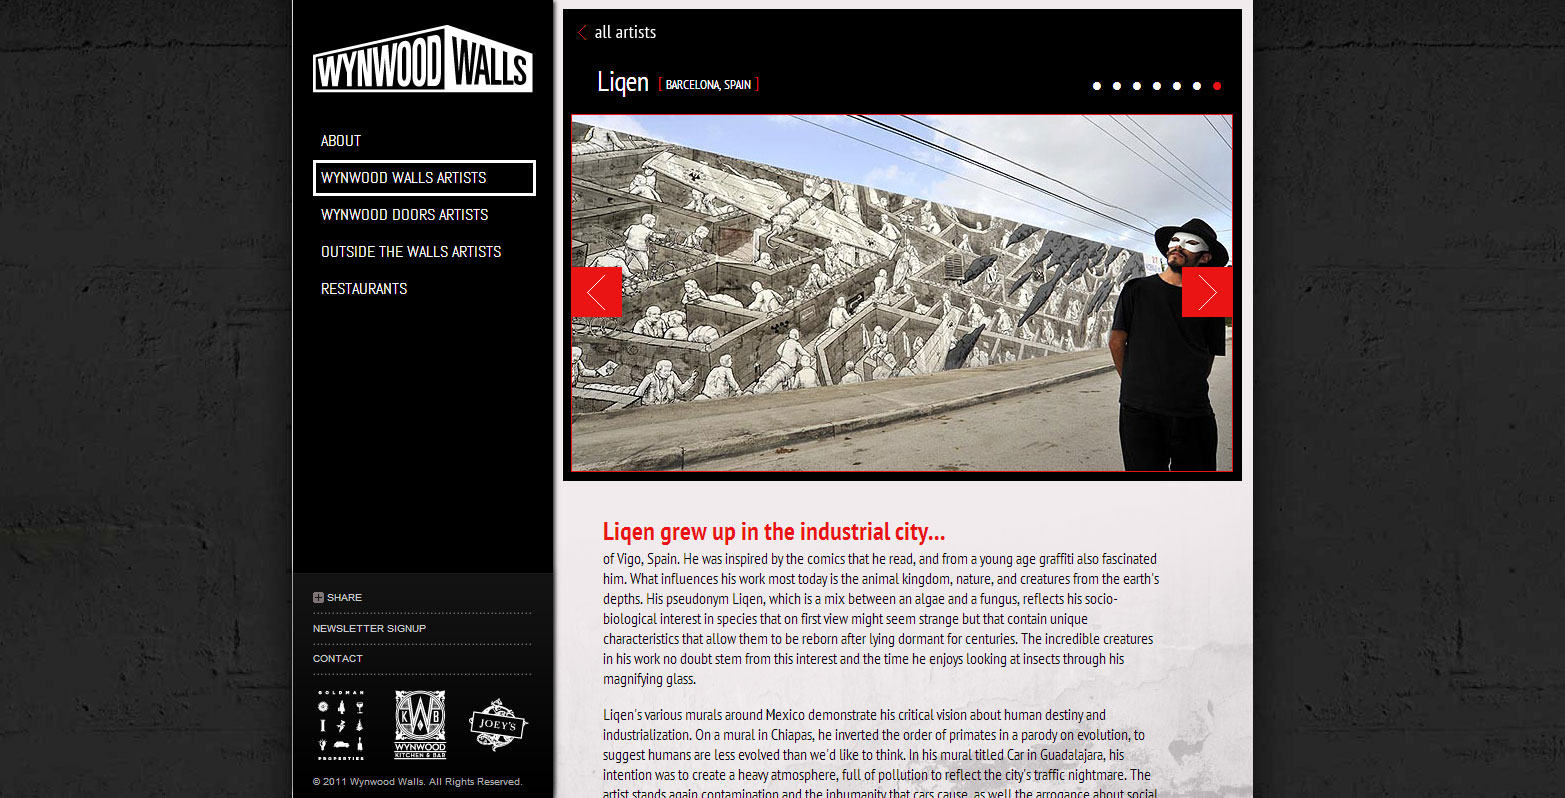 WYNWOOD WALLS
ABOUT
WYNWOOD WALLS ARTISTS
WYNWOOD DOORS ARTISTS
OUTSIDE THE WALLS ARTISTS
RESTAURANTS
SHARE
NEWSLETTER SIGNUP
CONTACT
GOLDMAN
PROPERTIES
KWB
WYNWOOD
KITCHEN & BAR
JOEY'S
© 2011 Wynwood Walls. All Rights Reserved.
all artists
Liqen [ BARCELONA, SPAIN ]
Liqen grew up in the industrial city...
of Vigo, Spain. He was inspired by the comics that he read, and from a young age graffiti also fascinated
him. What influences his work most today is the animal kingdom, nature, and creatures from the earth's
depths. His pseudonym Liqen, which is a mix between an algae and a fungus, reflects his socio-
biological interest in species that on first view might seem strange but that contain unique
characteristics that allow them to be reborn after lying dormant for centuries. The incredible creatures
in his work no doubt stem from this interest and the time he enjoys looking at insects through his
magnifying glass.
Liqen's various murals around Mexico demonstrate his critical vision about human destiny and
industrialization. On a mural in Chiapas, he inverted the order of primates in a parody on evolution, to
suggest humans are less evolved than we'd like to think. In his mural titled Car in Guadalajara, his
intention was to create a heavy atmosphere, full of pollution to reflect the city's traffic nightmare. The
artist stands again contamination and the inhumanity that cars cause, as well the arrogance about social